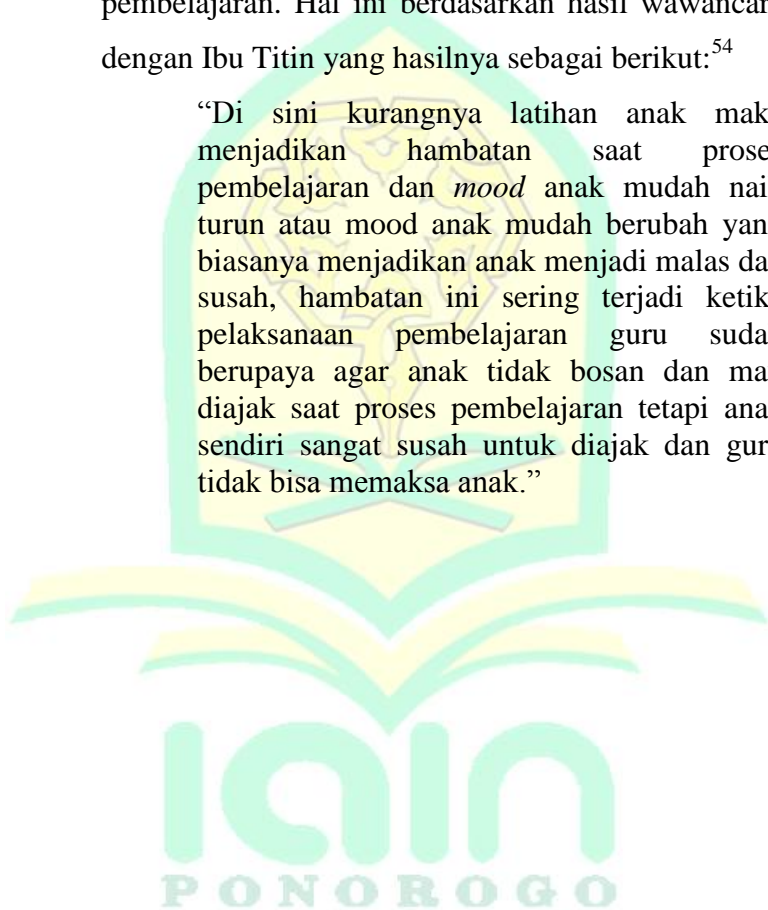 pembelajaran. Hal ini berdasarkan hasil wawancar
dengan Ibu Titin yang hasilnya sebagai berikut:54
“Di sini kurangnya latihan anak mak
menjadikan hambatan saat prose
pembelajaran dan mood anak mudah nai
turun atau mood anak mudah berubah yan
biasanya menjadikan anak menjadi malas da
susah, hambatan ini sering terjadi ketik
pelaksanaan pembelajaran guru suda
berupaya agar anak tidak bosan dan ma
diajak saat proses pembelajaran tetapi ana
sendiri sangat susah untuk diajak dan gur
tidak bisa memaksa anak.”
iain
PONOROGO